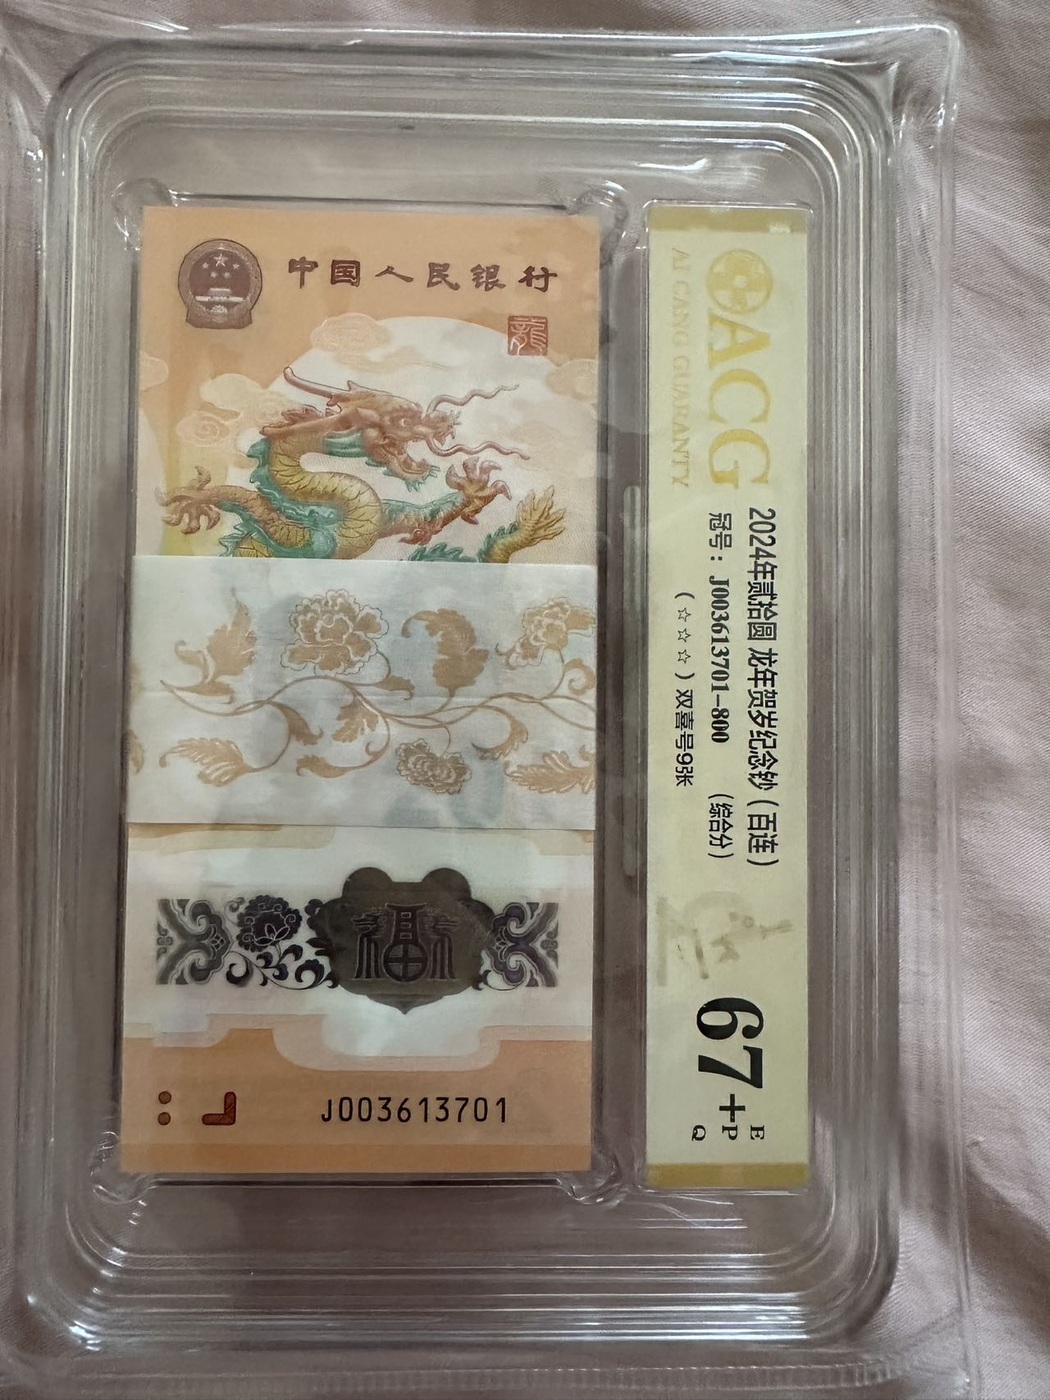 中国人民银行
龍
福
J003613701
ACG
AI CANG GUARANTY
2024年贰拾圆 龙年贺岁纪念钞（百连）
冠号：J003613701-800 （综合分）
（☆☆☆）双喜号9张
67+
E
P
Q